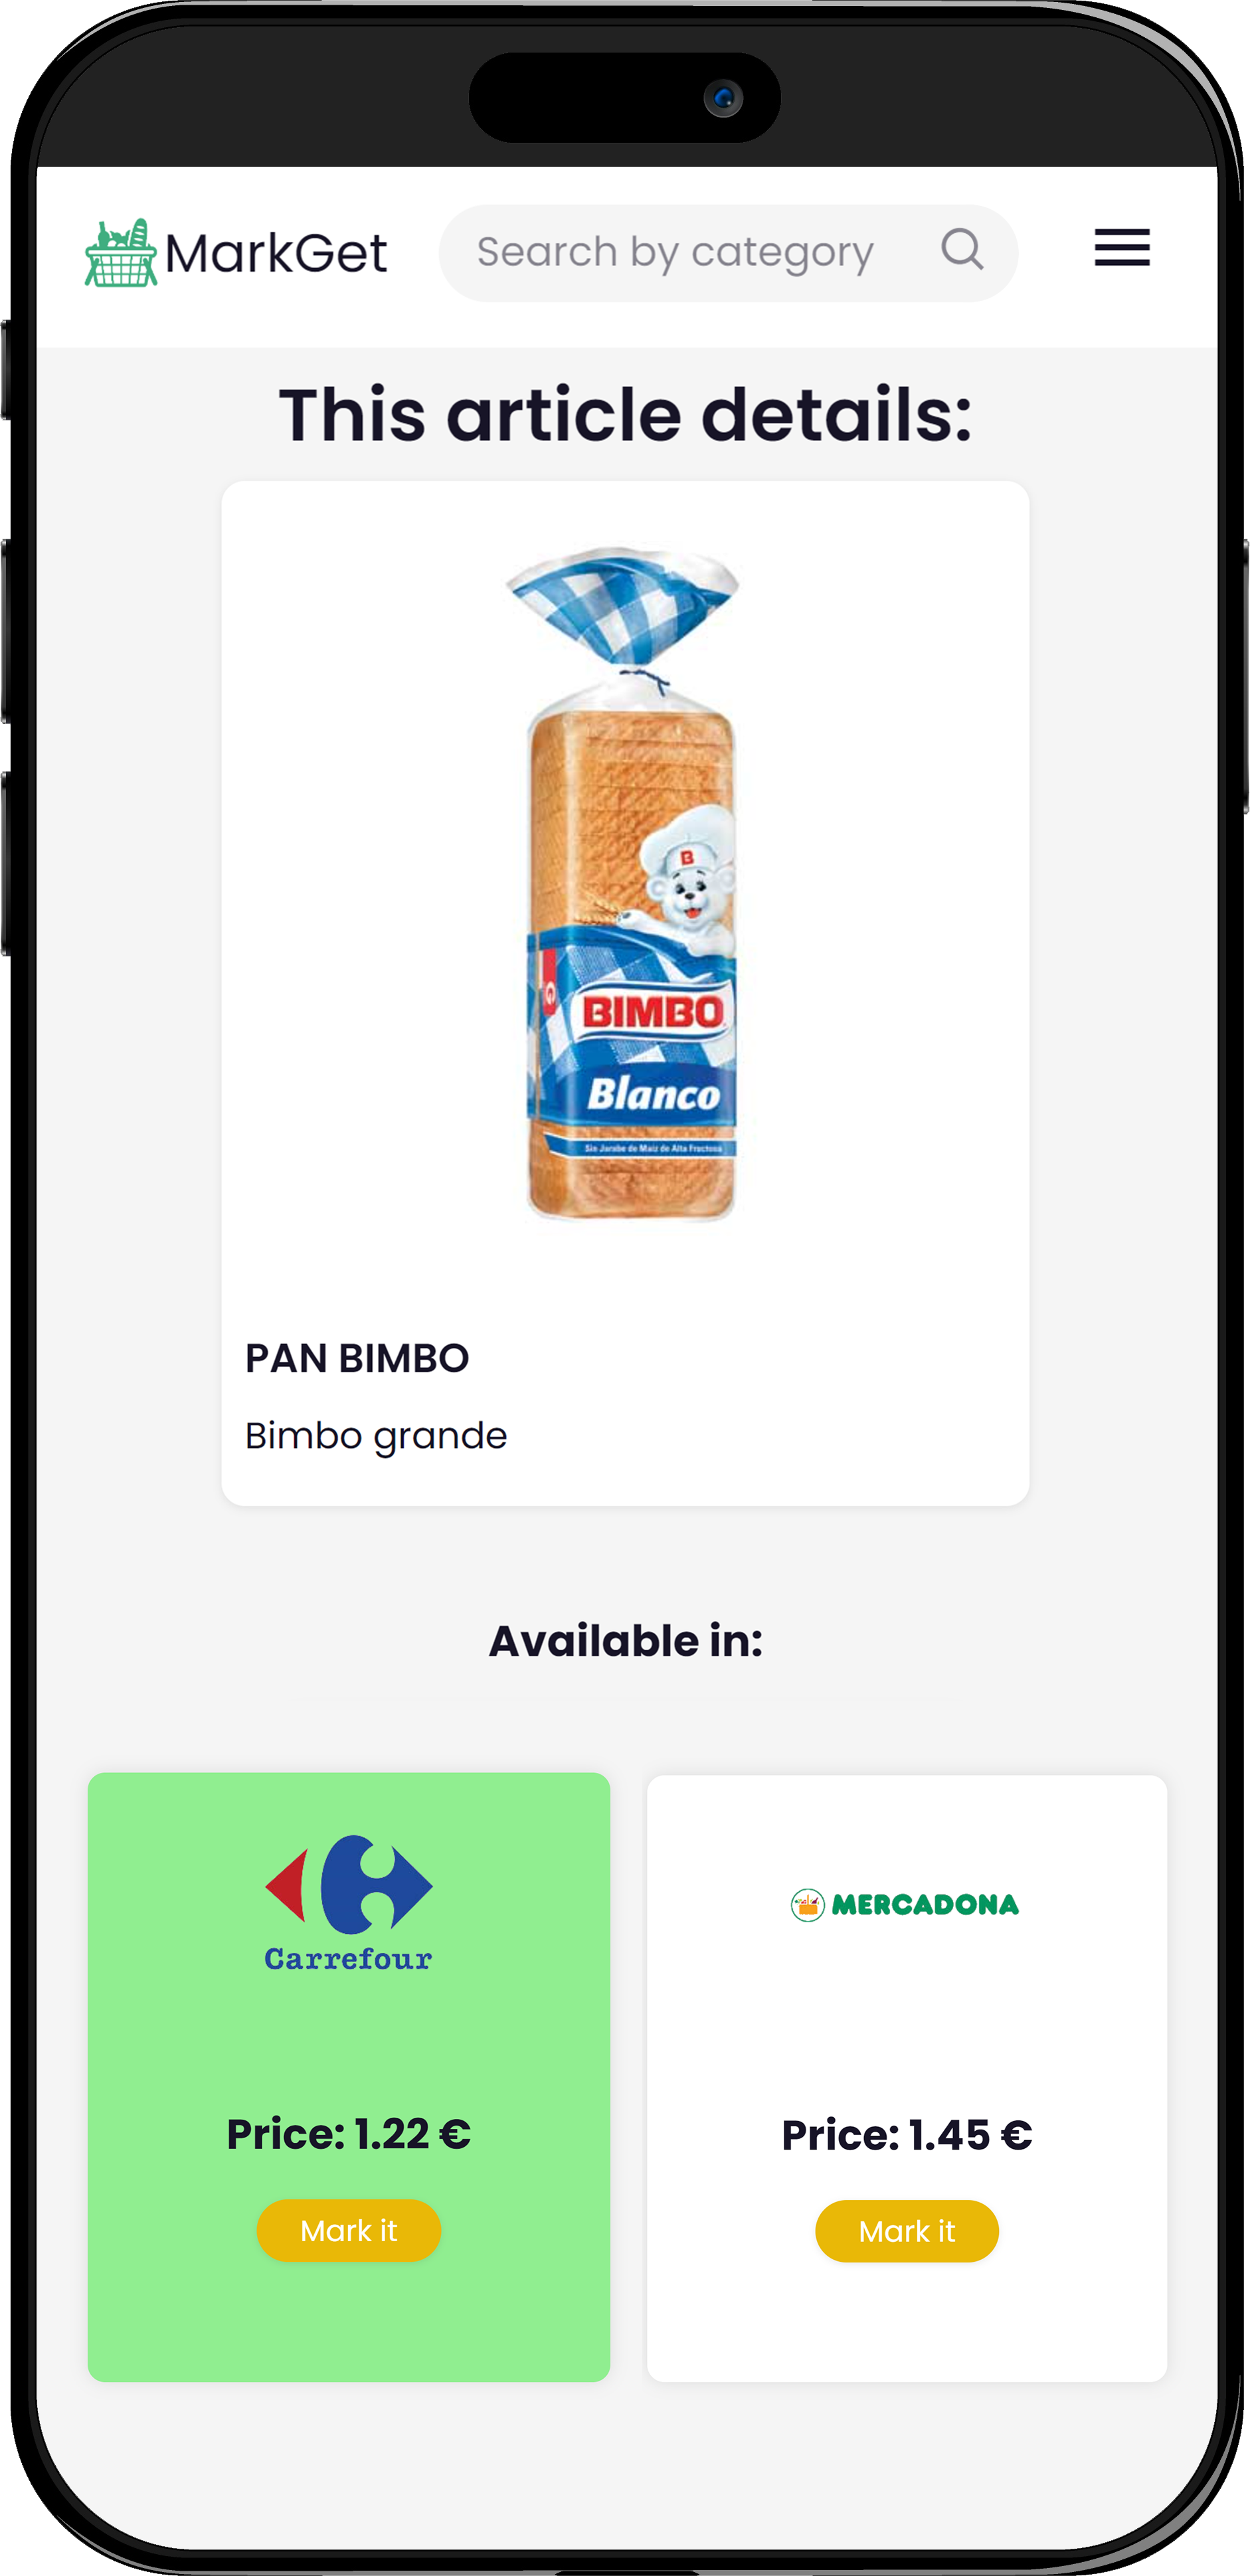 MarkGet
Search by category
This article details:
B
G
BIMBO
Blanco
Sin Jarabe de Maíz de Alta Fructosa
PAN BIMBO
Bimbo grande
Available in:
Carrefour
MERCADONA
Price: 1.22 €
Price: 1.45 €
Mark it
Mark it